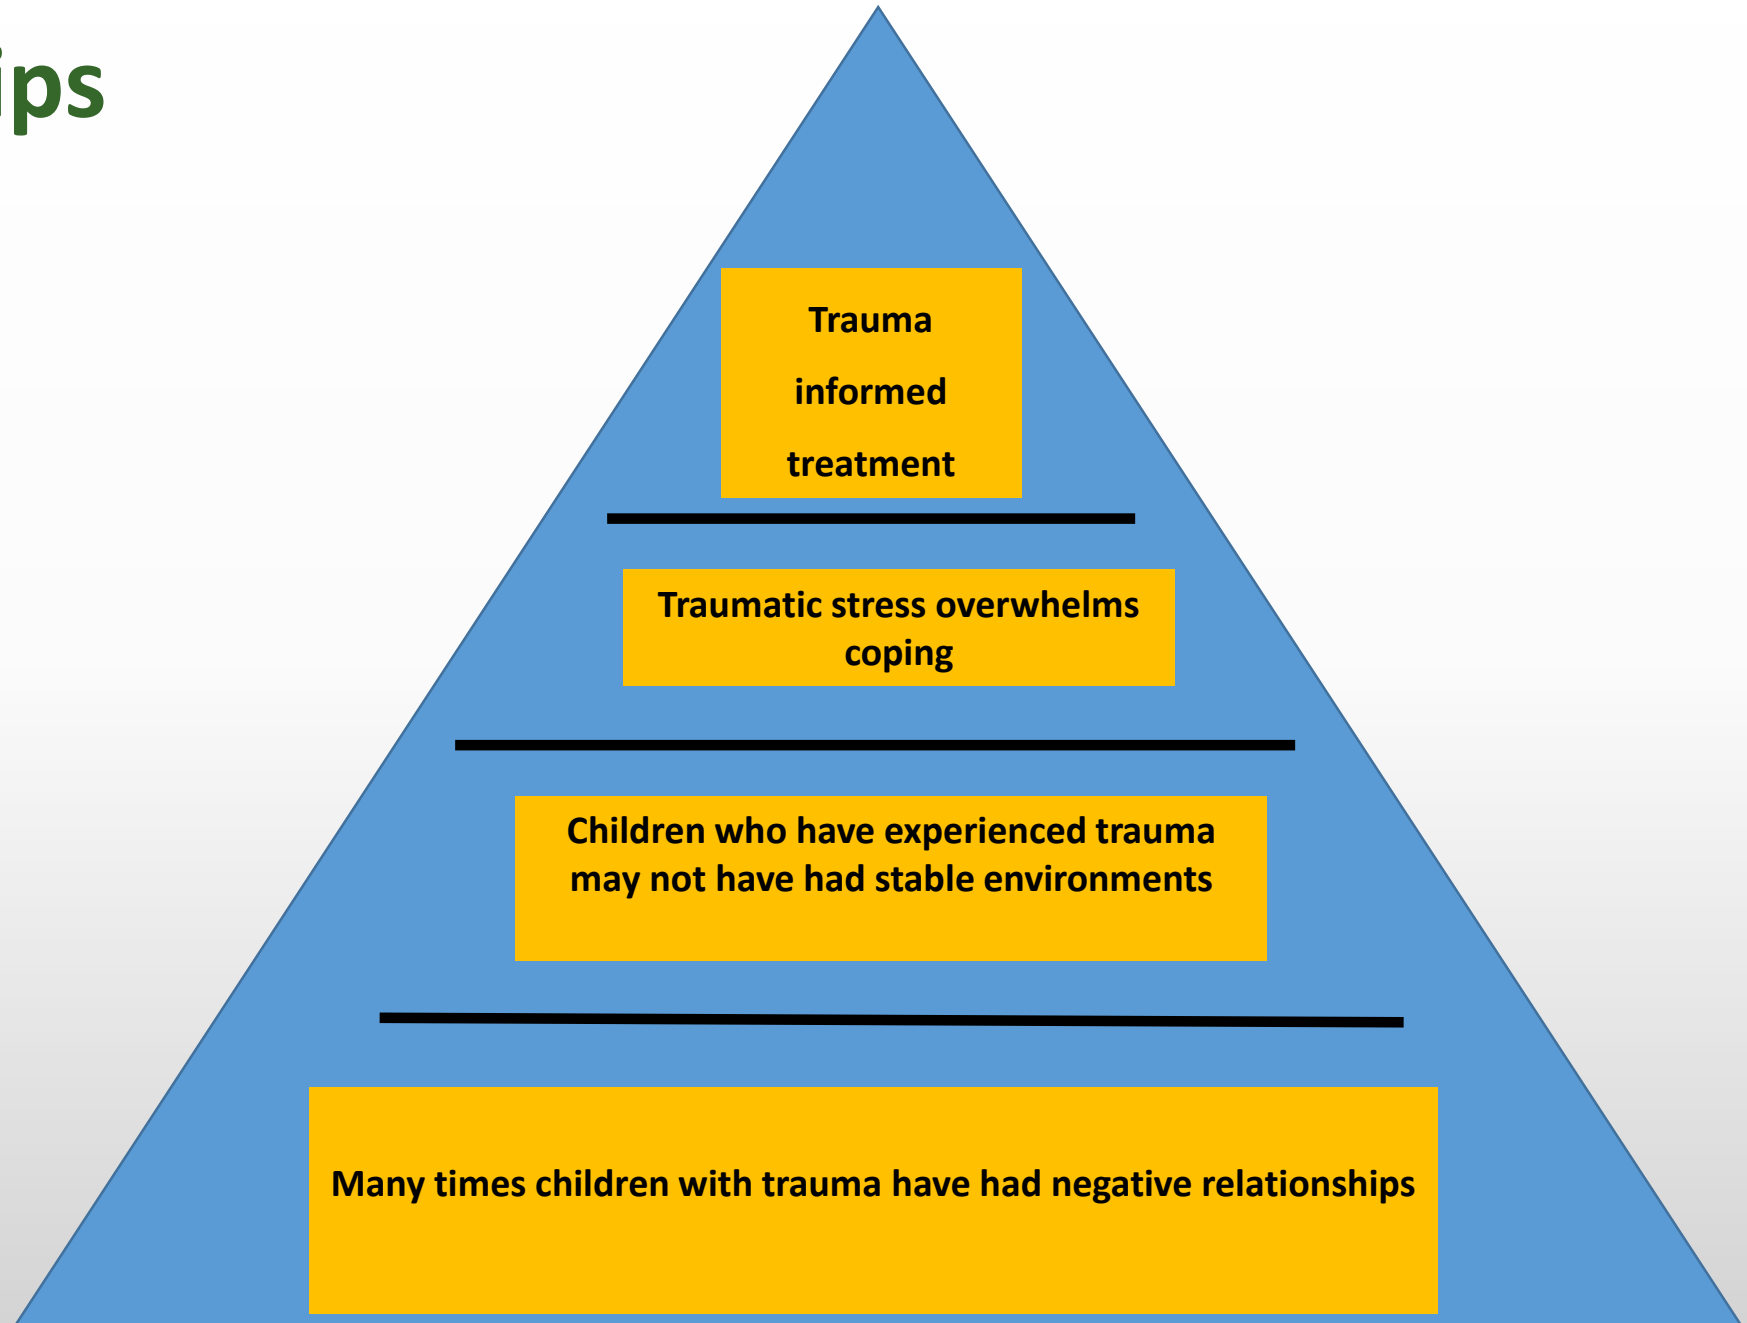 ips
Trauma
informed
treatment
Traumatic stress overwhelms
coping
Children who have experienced trauma
may not have had stable environments
Many times children with trauma have had negative relationships